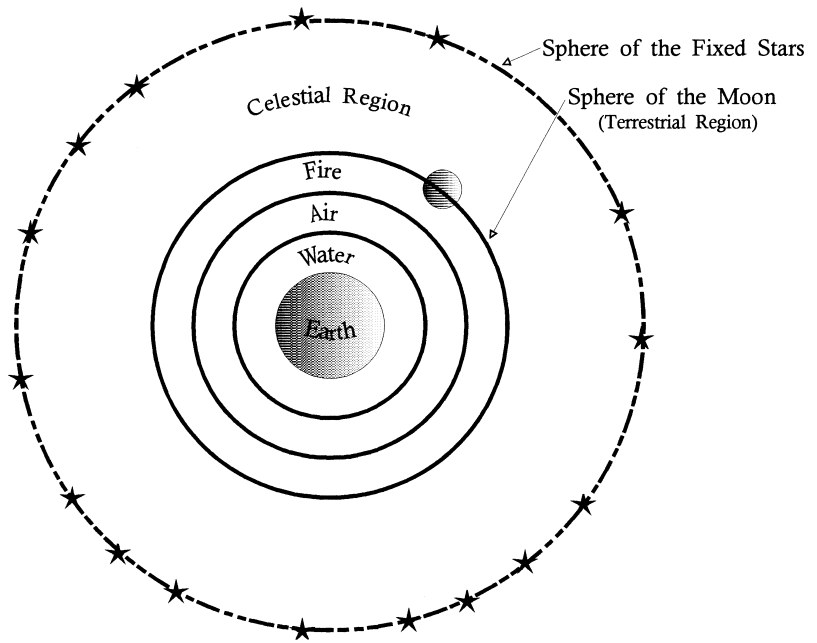 Sphere of the Fixed Stars
Celestial Region
Sphere of the Moon
(Terrestrial Region)
Fire
Air
Water
Earth